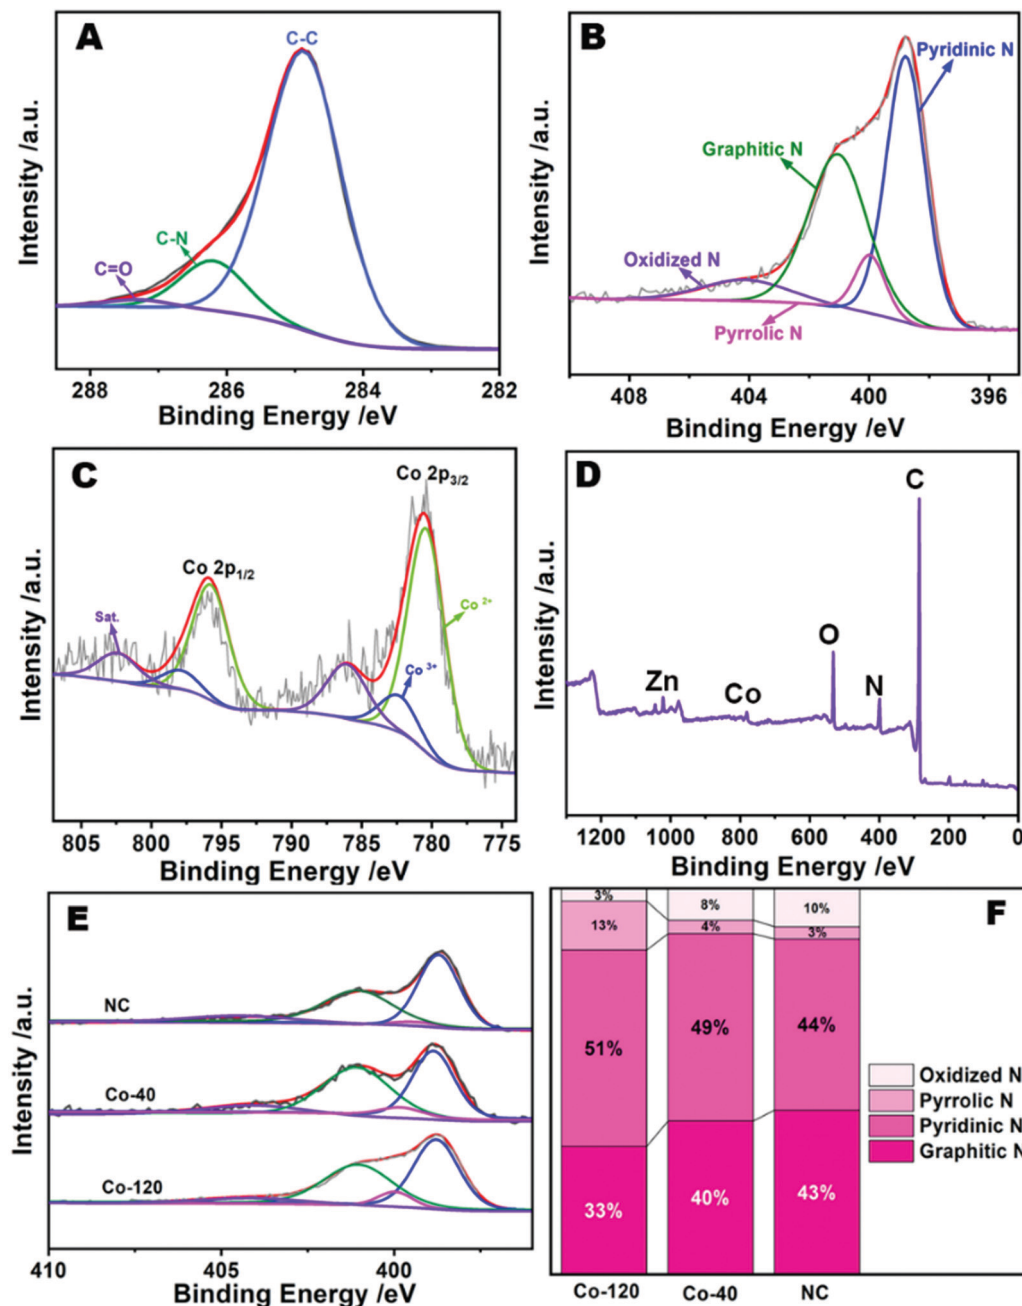 A
C-C
C-N
C=O
Intensity /a.u.
288 286 284 282
Binding Energy /eV
B
Pyridinic N
Graphitic N
Oxidized N
Pyrrolic N
Intensity /a.u.
408 404 400 396
Binding Energy /eV
C
Co 2p3/2
Co 2p1/2
Sat.
Co 2+
Co 3+
Intensity /a.u.
805 800 795 790 785 780 775
Binding Energy /eV
D
C
O
Zn
Co
N
Intensity /a.u.
1200 1000 800 600 400 200 0
Binding Energy /eV
E
NC
Co-40
Co-120
Intensity /a.u.
410 405 400
Binding Energy /eV
F
3% 8% 10%
13% 4% 3%
51% 49% 44%
33% 40% 43%
Oxidized N
Pyrrolic N
Pyridinic N
Graphitic N
Co-120 Co-40 NC